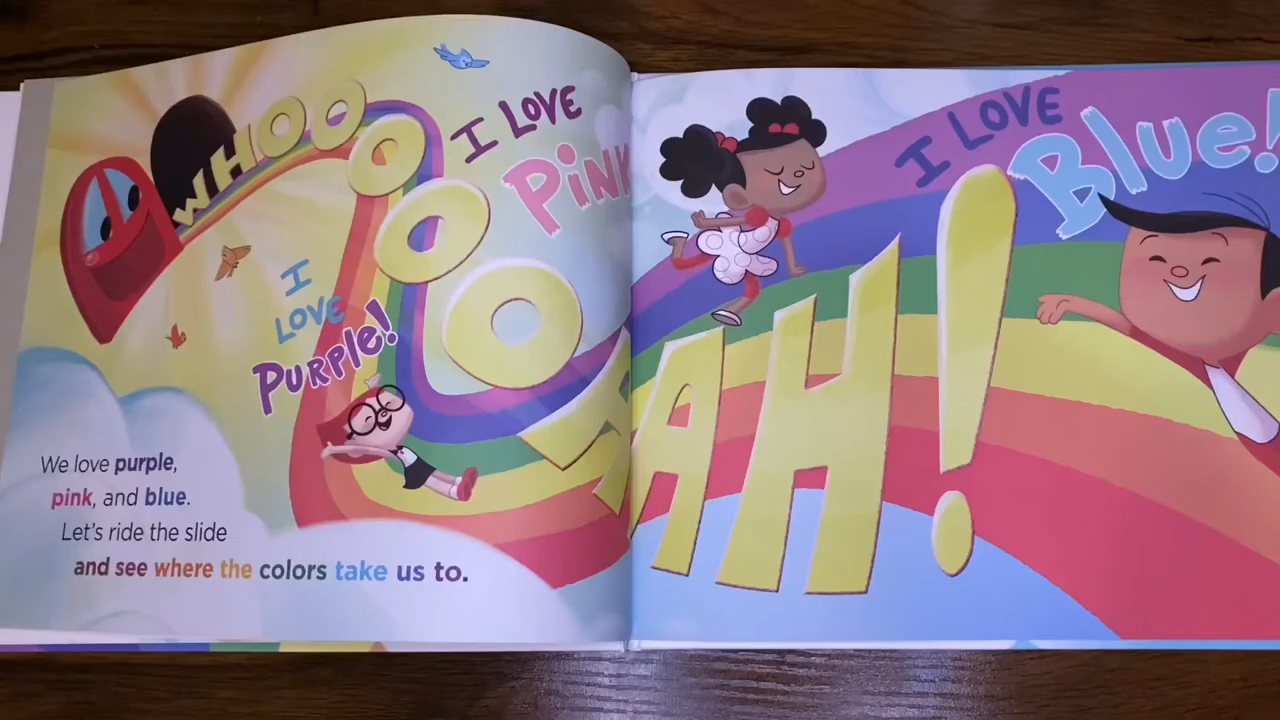 WHOOOOOO
AH!
I LOVE
PINK
I
LOVE
PURPLE!
I LOVE
Blue!
We love purple,
pink, and blue.
Let's ride the slide
and see where the colors take us to.